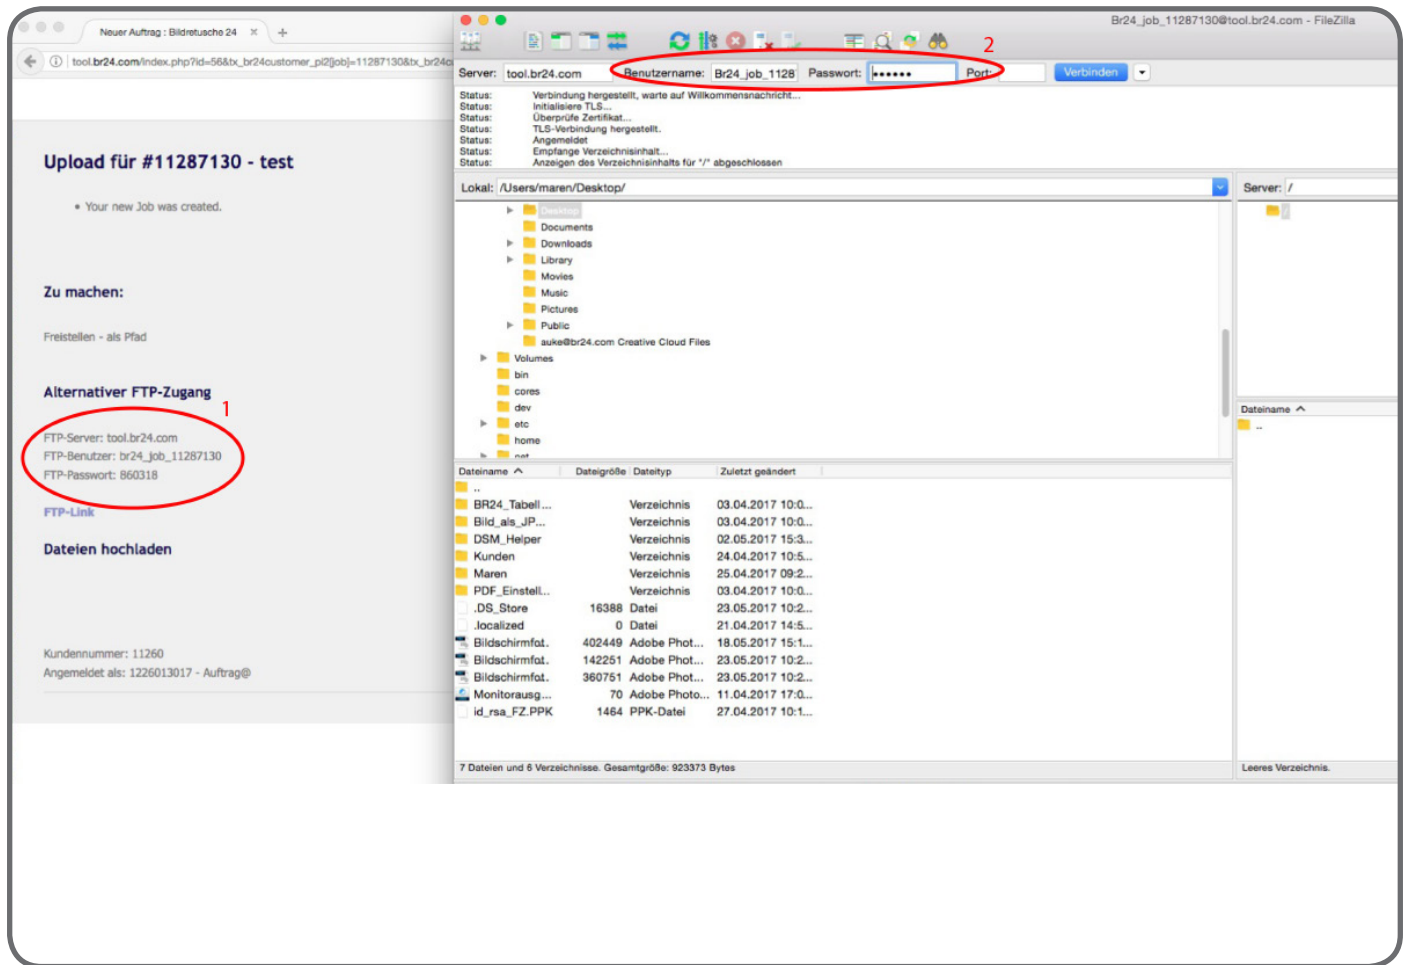 Neuer Auftrag : Bildretusche 24
tool.br24.com/index.php?id=56&tx_br24customer_pi2[job]=11287130&tx_br24c
Upload für #11287130 - test
Your new Job was created.
Zu machen:
Freistellen - als Pfad
Alternativer FTP-Zugang
1
FTP-Server: tool.br24.com
FTP-Benutzer: br24_job_11287130
FTP-Passwort: 860318
FTP-Link
Dateien hochladen
Kundennummer: 11260
Angemeldet als: 1226013017 - Auftrag@
Br24_job_11287130@tool.br24.com - FileZilla
2
Server: tool.br24.com Benutzername: Br24_job_1128 Passwort: •••••• Port: Verbinden
Status: Verbindung hergestellt, warte auf Willkommensnachricht...
Status: Initialisiere TLS...
Status: Überprüfe Zertifikat...
Status: TLS-Verbindung hergestellt.
Status: Angemeldet
Status: Empfange Verzeichnisinhalt...
Status: Anzeigen des Verzeichnisinhalts für "/" abgeschlossen
Lokal: /Users/maren/Desktop/
Desktop
Documents
Downloads
Library
Movies
Music
Pictures
Public
auke@br24.com Creative Cloud Files
Volumes
bin
cores
dev
etc
home
net
Dateiname Dateigröße Dateityp Zuletzt geändert
..
BR24_Tabell... Verzeichnis 03.04.2017 10:0...
Bild_als_JP... Verzeichnis 03.04.2017 10:0...
DSM_Helper Verzeichnis 02.05.2017 15:3...
Kunden Verzeichnis 24.04.2017 10:5...
Maren Verzeichnis 25.04.2017 09:2...
PDF_Einstell... Verzeichnis 03.04.2017 10:0...
.DS_Store 16388 Datei 23.05.2017 10:2...
.localized 0 Datei 21.04.2017 14:5...
Bildschirmfot. 402449 Adobe Phot... 18.05.2017 15:1...
Bildschirmfot. 142251 Adobe Phot... 23.05.2017 10:2...
Bildschirmfot. 360751 Adobe Phot... 23.05.2017 10:2...
Monitorausg... 70 Adobe Photo... 11.04.2017 17:0...
id_rsa_FZ.PPK 1464 PPK-Datei 27.04.2017 10:1...
7 Dateien und 6 Verzeichnisse. Gesamtgröße: 923373 Bytes
Server: /
/
Dateiname
..
Leeres Verzeichnis.